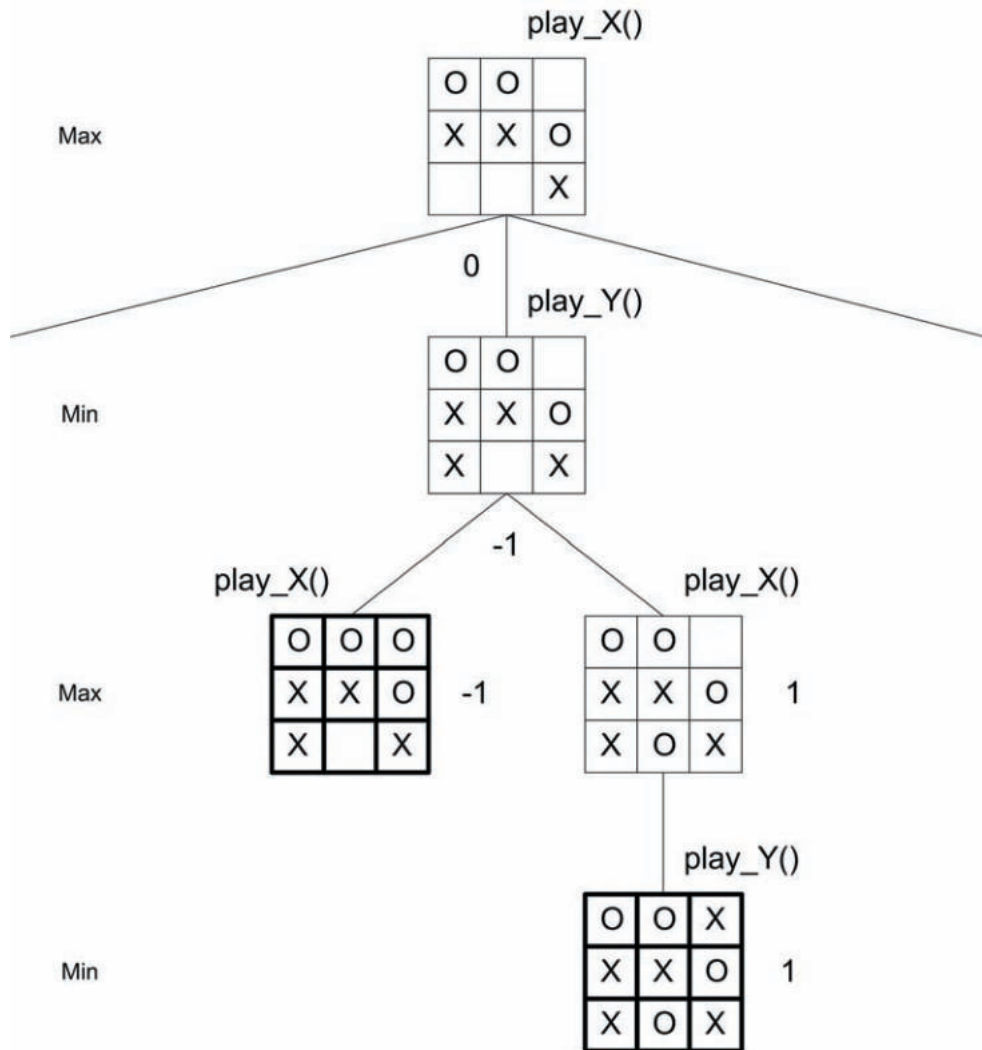 play_X()
O O
Max
X X O
X
0
play_Y()
O O
Min
X X O
X X
-1
play_X()
play_X()
O O O
O O
Max
X X O
-1
X X O
1
X X
X O X
play_Y()
O O X
Min
X X O
1
X O X